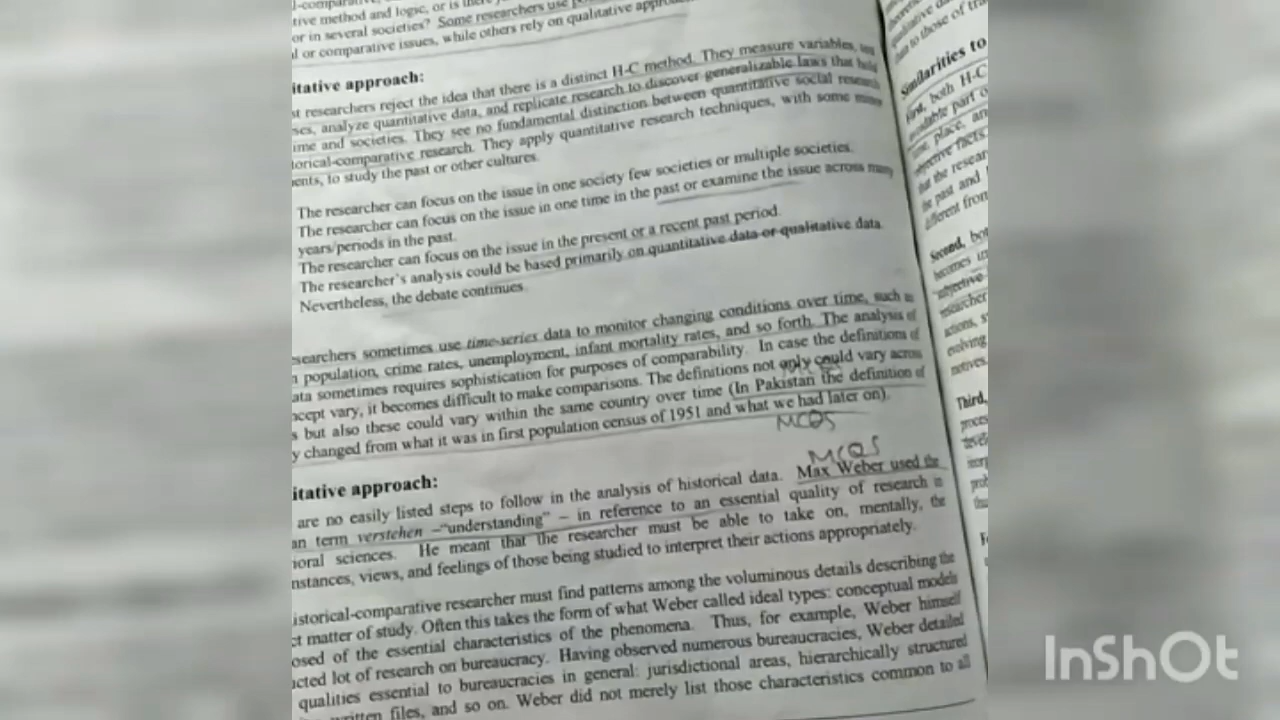 tive method and logic, or is
or in several societies? Some researchers use
l or comparative issues, while others rely on qualitative
itative approach:
st researchers reject the idea that there is a distinct H-C method. They measure variables,
ses, analyze quantitative data, and replicate research to discover generalizable laws that hold
ime and societies. They see no fundamental distinction between quantitative social research
torical-comparative research. They apply quantitative research techniques, with some
ents, to study the past or other cultures.
The researcher can focus on the issue in one society few societies or multiple societies.
The researcher can focus on the issue in one time in the past or examine the issue across many
years/periods in the past.
The researcher can focus on the issue in the present or a recent past period.
The researcher's analysis could be based primarily on quantitative data or qualitative data.
Nevertheless, the debate continues.
searchers sometimes use time-series data to monitor changing conditions over time, such as
n population, crime rates, unemployment, infant mortality rates, and so forth. The analysis of
ata sometimes requires sophistication for purposes of comparability. In case the definitions of
ncept vary, it becomes difficult to make comparisons. The definitions not only could vary across
s but also these could vary within the same country over time (In Pakistan the definition of
y changed from what it was in first population census of 1951 and what we had later on).
MCQS
itative approach:
MCQS
are no easily listed steps to follow in the analysis of historical data. Max Weber used the
an term verstehen –"understanding" – in reference to an essential quality of research in
ioral sciences. He meant that the researcher must be able to take on, mentally, the
nstances, views, and feelings of those being studied to interpret their actions appropriately.
istorical-comparative researcher must find patterns among the voluminous details describing the
ct matter of study. Often this takes the form of what Weber called ideal types: conceptual models
osed of the essential characteristics of the phenomena. Thus, for example, Weber himself
ucted lot of research on bureaucracy. Having observed numerous bureaucracies, Weber detailed
qualities essential to bureaucracies in general: jurisdictional areas, hierarchically structured
written files, and so on. Weber did not merely list those characteristics common to all
Similarities to
First, both H-C
place, and
that the resear
the past and
different from
Second, bot
becomes in
researcher
evolving
motives.
Third,
InShOt